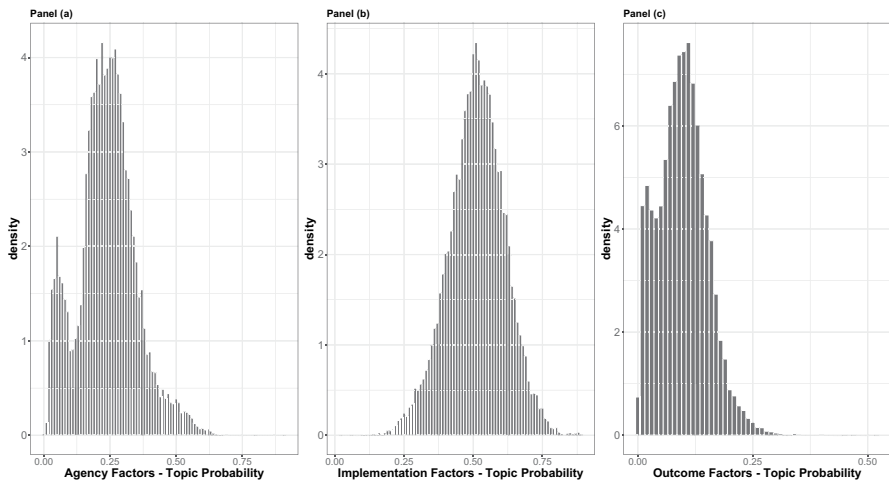 Panel (a)
density
4
3
2
1
0
0.00 0.25 0.50 0.75
Agency Factors - Topic Probability
Panel (b)
density
4
3
2
1
0
0.00 0.25 0.50 0.75
Implementation Factors - Topic Probability
Panel (c)
density
6
4
2
0
0.00 0.25 0.50
Outcome Factors - Topic Probability